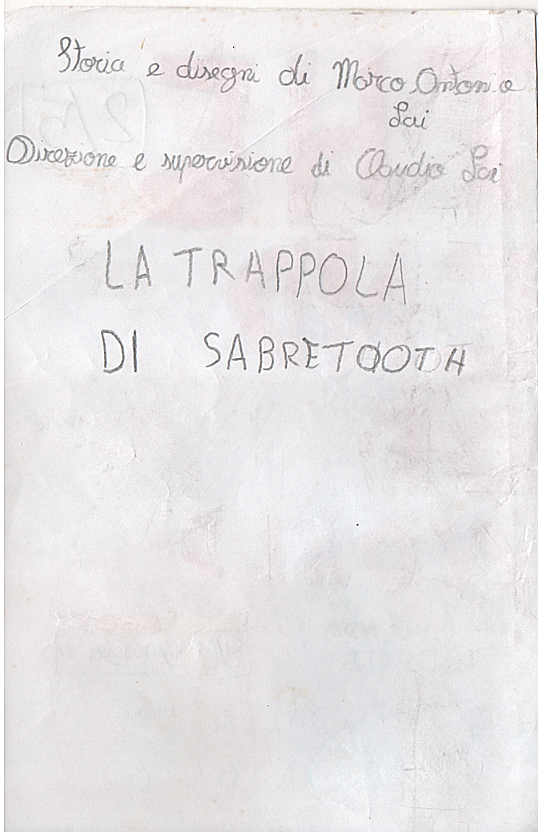 Storia e disegni di Marco Antonio
Lai
Direzione e supervisione di Claudio Lai
LA TRAPPOLA
DI SABRETOOTH